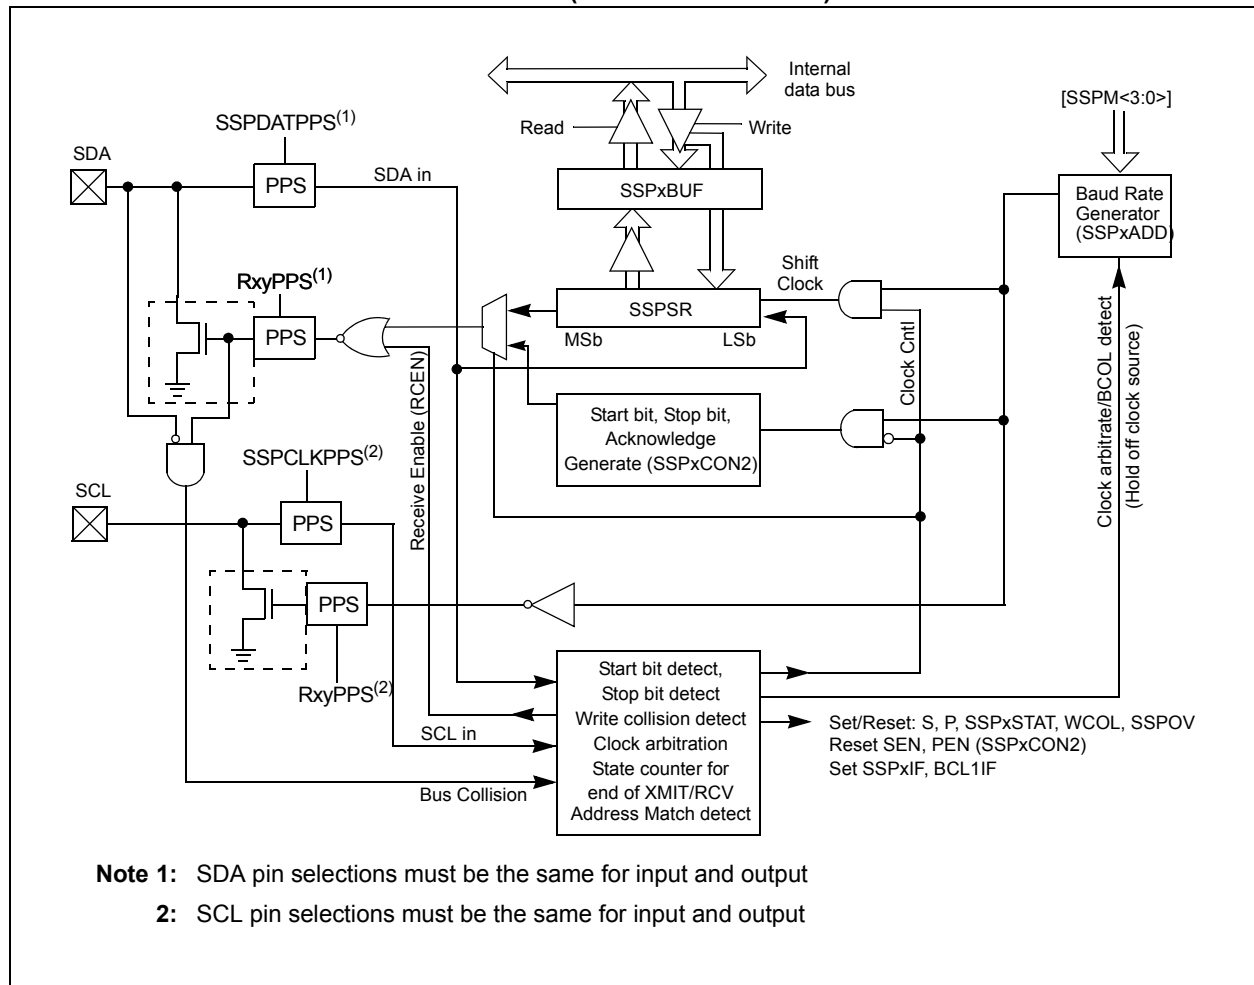 Internal
data bus
[SSPM<3:0>]
Read
Write
SSPDATPPS(1)
SDA
PPS
SDA in
SSPxBUF
Baud Rate
Generator
(SSPxADD)
RxyPPS(1)
Shift
Clock
PPS
SSPSR
MSb
LSb
Clock Cntl
Receive Enable (RCEN)
Clock arbitrate/BCOL detect
(Hold off clock source)
Start bit, Stop bit,
Acknowledge
Generate (SSPxCON2)
SSPCLKPPS(2)
SCL
PPS
PPS
RxyPPS(2)
SCL in
Bus Collision
Start bit detect,
Stop bit detect
Write collision detect
Clock arbitration
State counter for
end of XMIT/RCV
Address Match detect
Set/Reset: S, P, SSPxSTAT, WCOL, SSPOV
Reset SEN, PEN (SSPxCON2)
Set SSPxIF, BCL1IF
Note 1: SDA pin selections must be the same for input and output
2: SCL pin selections must be the same for input and output